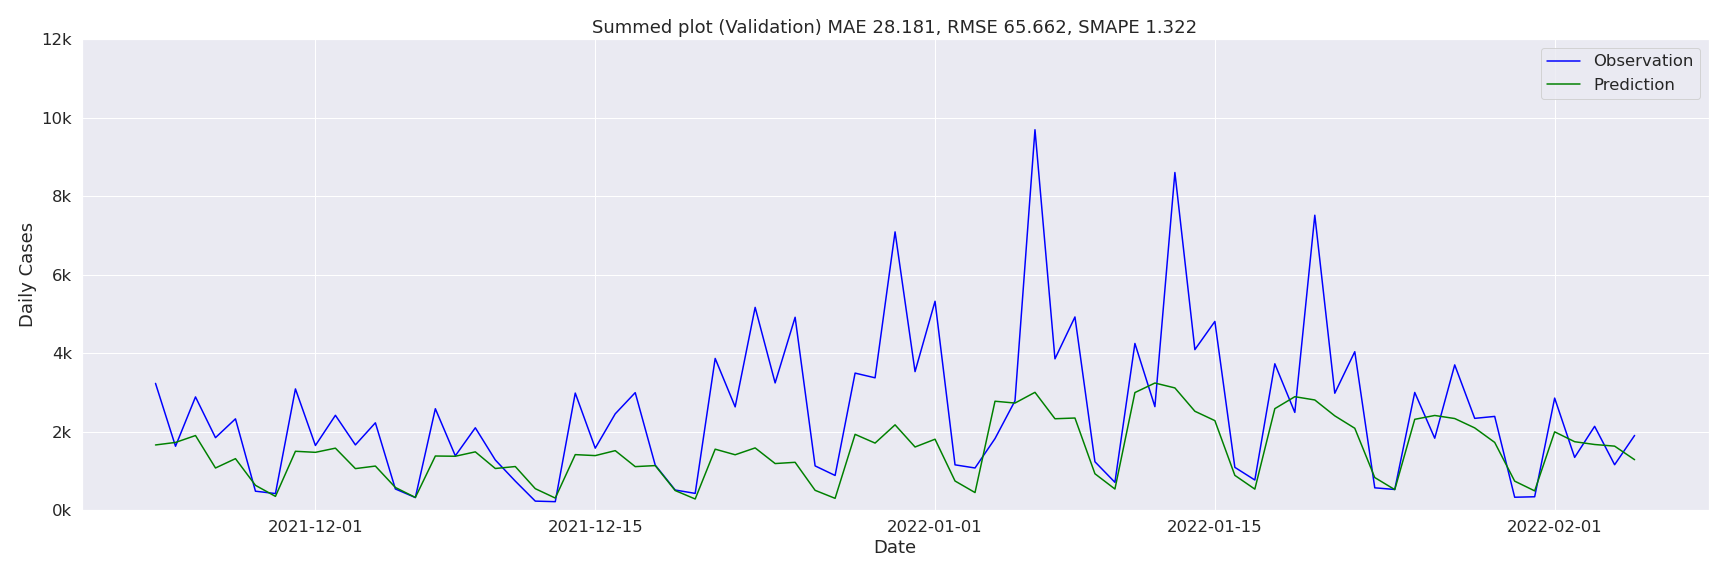 Summed plot (Validation) MAE 28.181, RMSE 65.662, SMAPE 1.322
12k
10k
8k
6k
4k
2k
0k
Daily Cases
Observation
Prediction
2021-12-01
2021-12-15
2022-01-01
2022-01-15
2022-02-01
Date